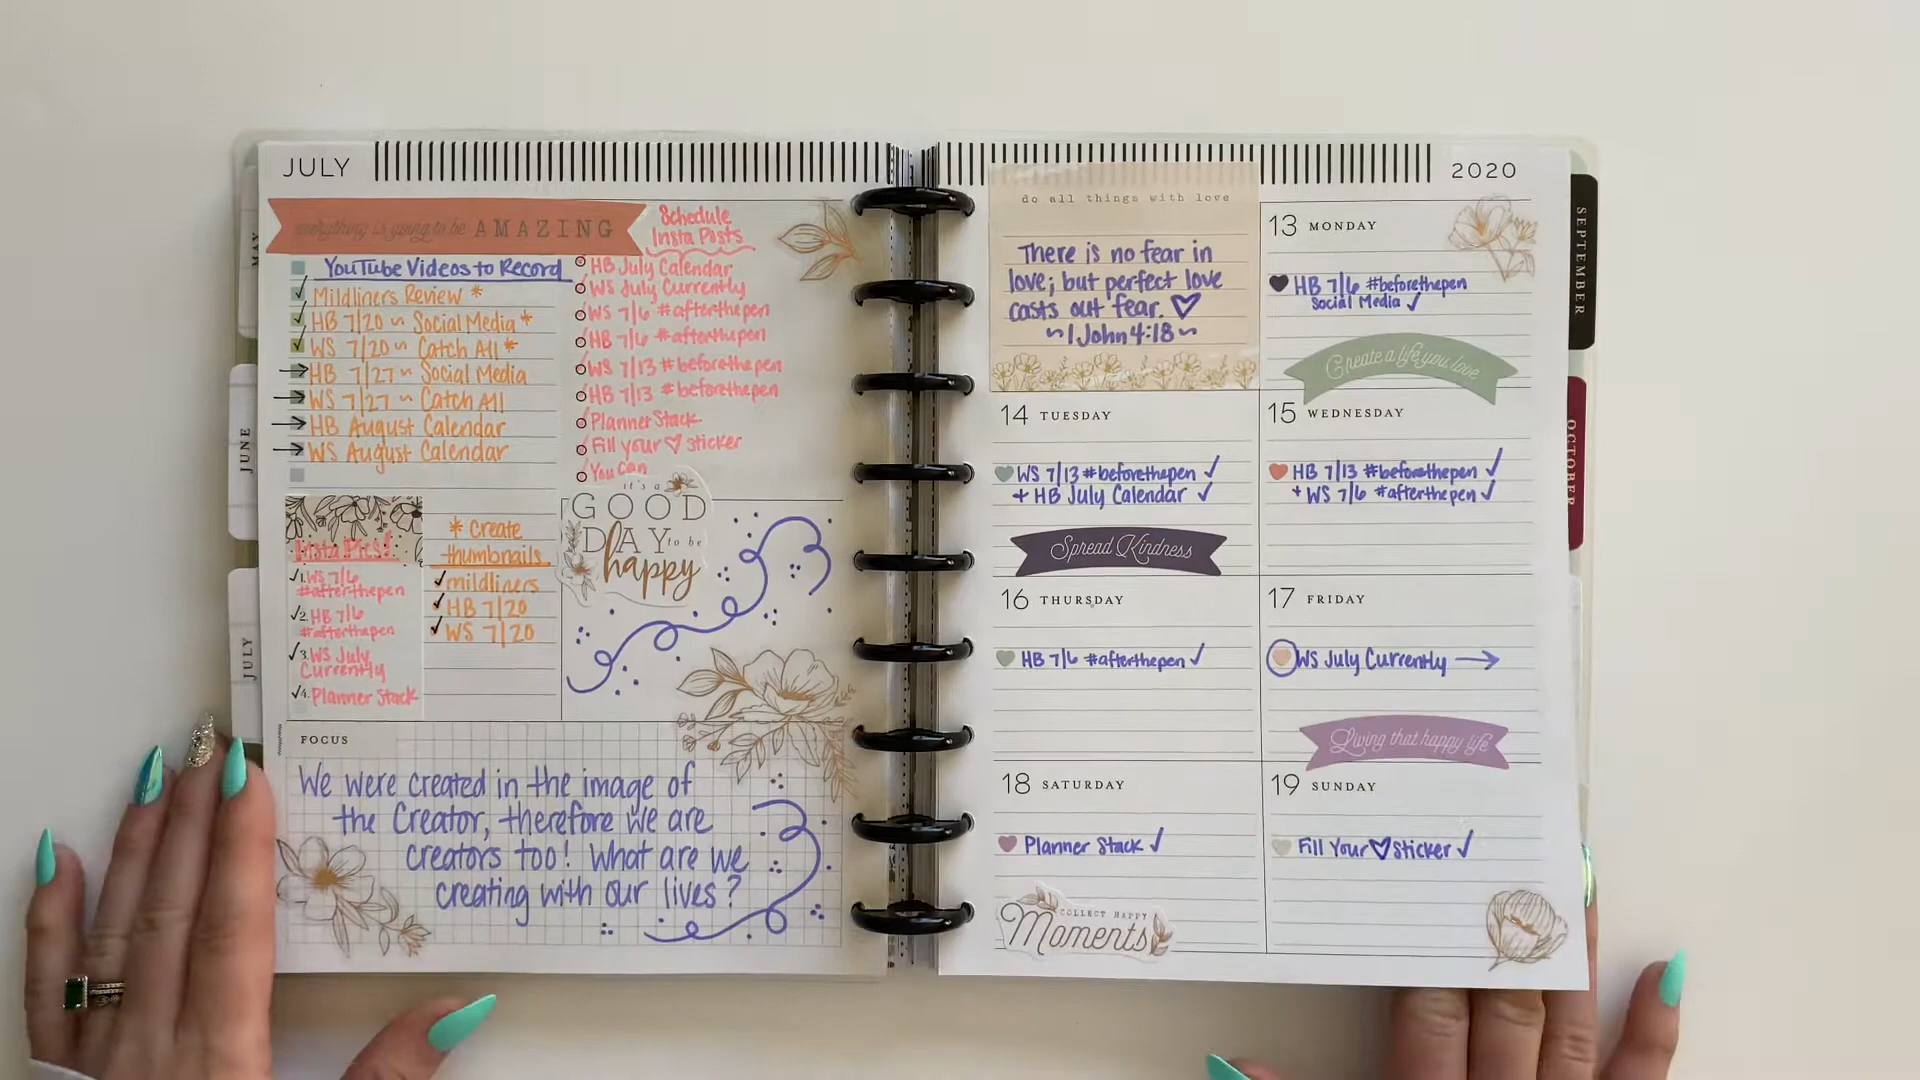 JULY
everything is going to be AMAZING
YouTube Videos to Record
Mildliners Review *
HB 7/20 ~ Social Media *
WS 7/20 ~ Catch All *
HB 7/27 ~ Social Media
WS 7/27 ~ Catch All
HB August Calendar
WS August Calendar
Schedule
Insta Posts
HB July Calendar
WS July Currently
WS 7/6 #afterthepen
HB 7/6 #afterthepen
WS 7/13 #beforethepen
HB 7/13 #beforethepen
Planner Stack
Fill your ♡ sticker
You Can
it's a
GOOD
DAY to be
happy
Insta Pics!
1. WS 7/6
#afterthepen
2. HB 7/6
#afterthepen
3. WS July
Currently
4. Planner Stack
* Create
thumbnails
✓ mildliners
✓ HB 7/20
✓ WS 7/20
FOCUS
We were created in the image of
the Creator, therefore we are
creators too! What are we
creating with our lives?
2020
do all things with love
There is no fear in
love; but perfect love
casts out fear. ♡
~1 John 4:18~
13 MONDAY
HB 7/6 #beforethepen
Social Media ✓
Create a life you love
14 TUESDAY
WS 7/13 #beforethepen ✓
+ HB July Calendar ✓
Spread Kindness
15 WEDNESDAY
HB 7/13 #beforethepen ✓
+ WS 7/6 #afterthepen ✓
16 THURSDAY
HB 7/6 #afterthepen ✓
17 FRIDAY
WS July Currently →
Living that happy life
18 SATURDAY
Planner Stack ✓
COLLECT HAPPY
Moments
19 SUNDAY
Fill Your ♡ Sticker ✓
MAY
JUNE
JULY
SEPTEMBER
OCTOBER